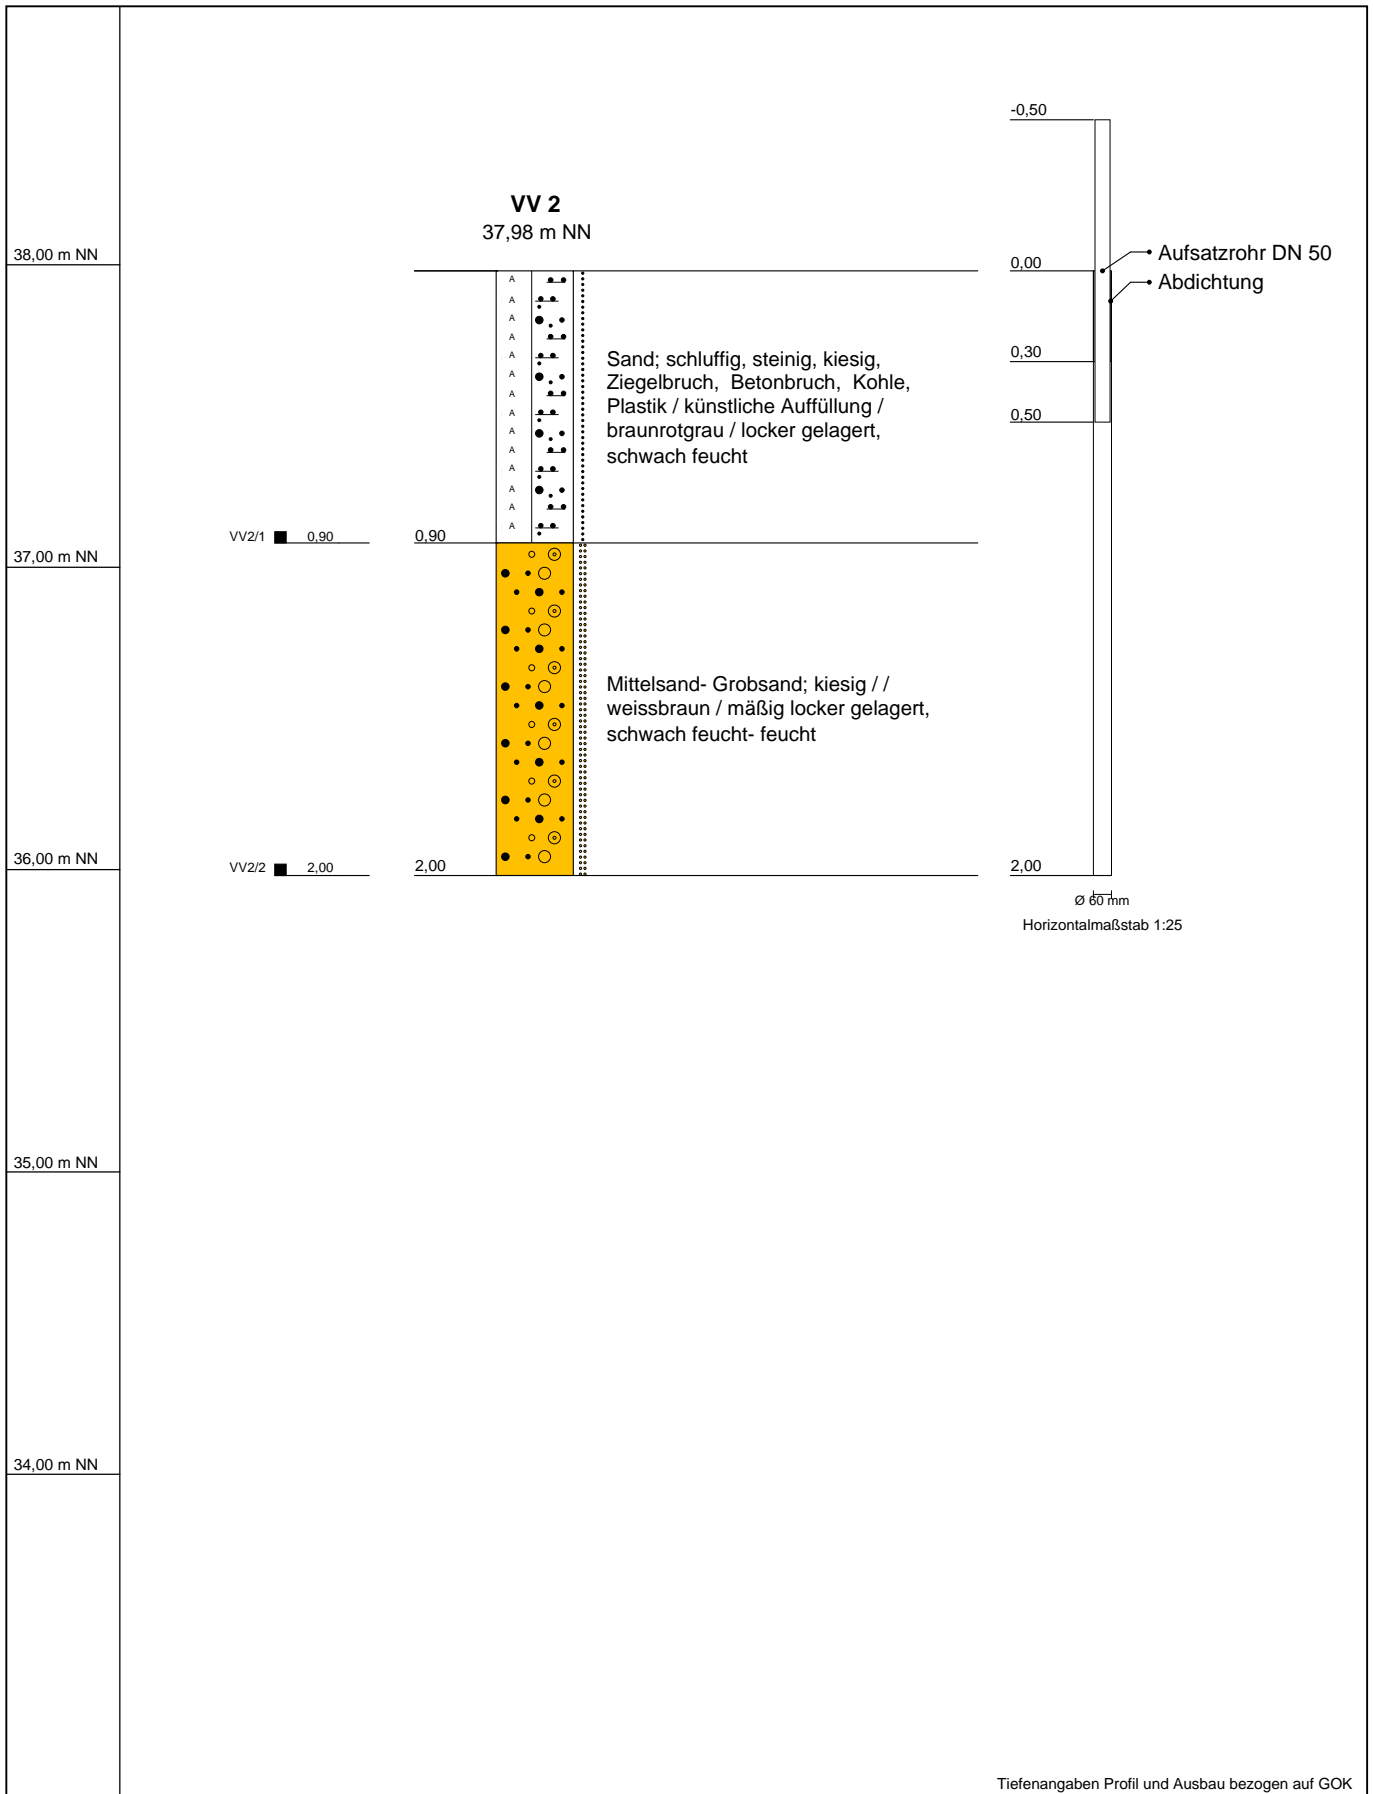 -0,50
VV 2
37,98 m NN
38,00 m NN
0,00
Aufsatzrohr DN 50
Abdichtung
A
A
A
A
A
A
A
A
A
A
A
A
A
A
Sand; schluffig, steinig, kiesig,
Ziegelbruch, Betonbruch, Kohle,
Plastik / künstliche Auffüllung /
braunrotgrau / locker gelagert,
schwach feucht
0,30
0,50
VV2/1 0,90
0,90
37,00 m NN
Mittelsand- Grobsand; kiesig / /
weissbraun / mäßig locker gelagert,
schwach feucht- feucht
36,00 m NN
VV2/2 2,00
2,00
2,00
Ø 60 mm
Horizontalmaßstab 1:25
35,00 m NN
34,00 m NN
Tiefenangaben Profil und Ausbau bezogen auf GOK